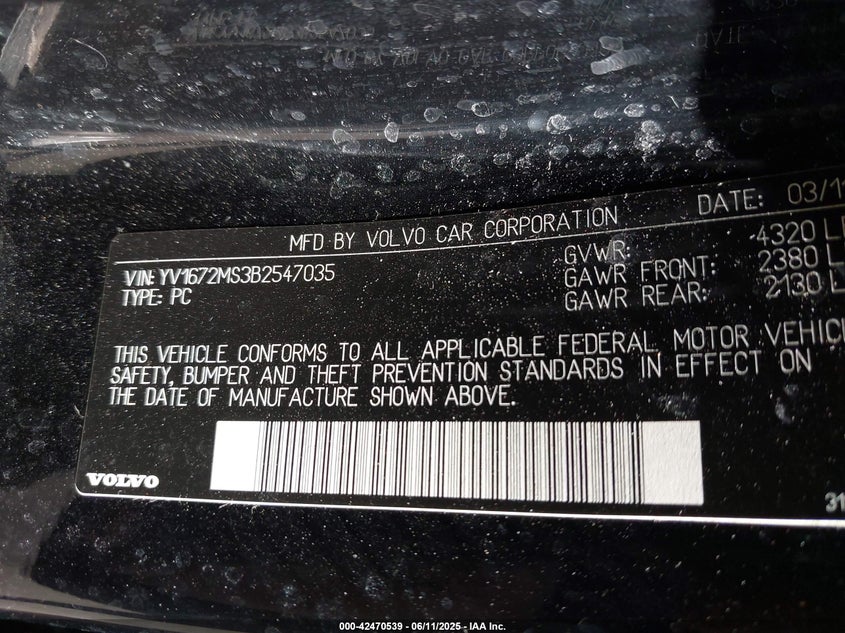 MFD BY VOLVO CAR CORPORATION
DATE: 03/11
VIN: YV1672MS3B2547035
TYPE: PC
GVWR: 4320 L
GAWR FRONT: 2380 L
GAWR REAR: 2130 L
THIS VEHICLE CONFORMS TO ALL APPLICABLE FEDERAL MOTOR VEHIC
SAFETY, BUMPER AND THEFT PREVENTION STANDARDS IN EFFECT ON
THE DATE OF MANUFACTURE SHOWN ABOVE.
VOLVO
31
000-42470539 - 06/11/2025 - IAA Inc.